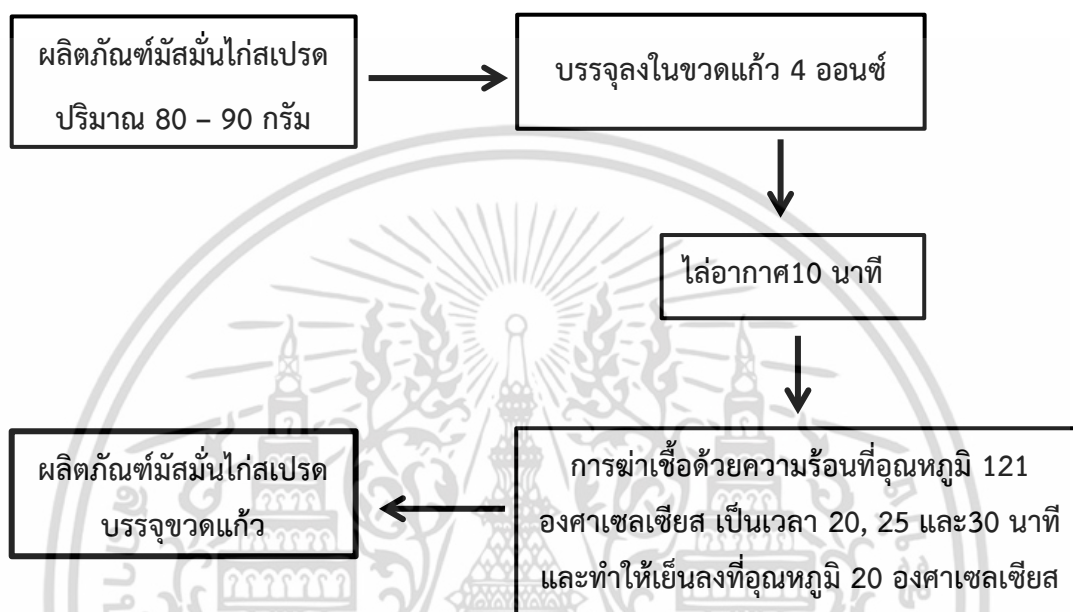 ผลิตภัณฑ์มัสมั่นไก่สเปรด
ปริมาณ 80 – 90 กรัม
บรรจุลงในขวดแก้ว 4 ออนซ์
ไล่อากาศ10 นาที
การฆ่าเชื้อด้วยความร้อนที่อุณหภูมิ 121
องศาเซลเซียส เป็นเวลา 20, 25 และ30 นาที
และทำให้เย็นลงที่อุณหภูมิ 20 องศาเซลเซียส
ผลิตภัณฑ์มัสมั่นไก่สเปรด
บรรจุขวดแก้ว